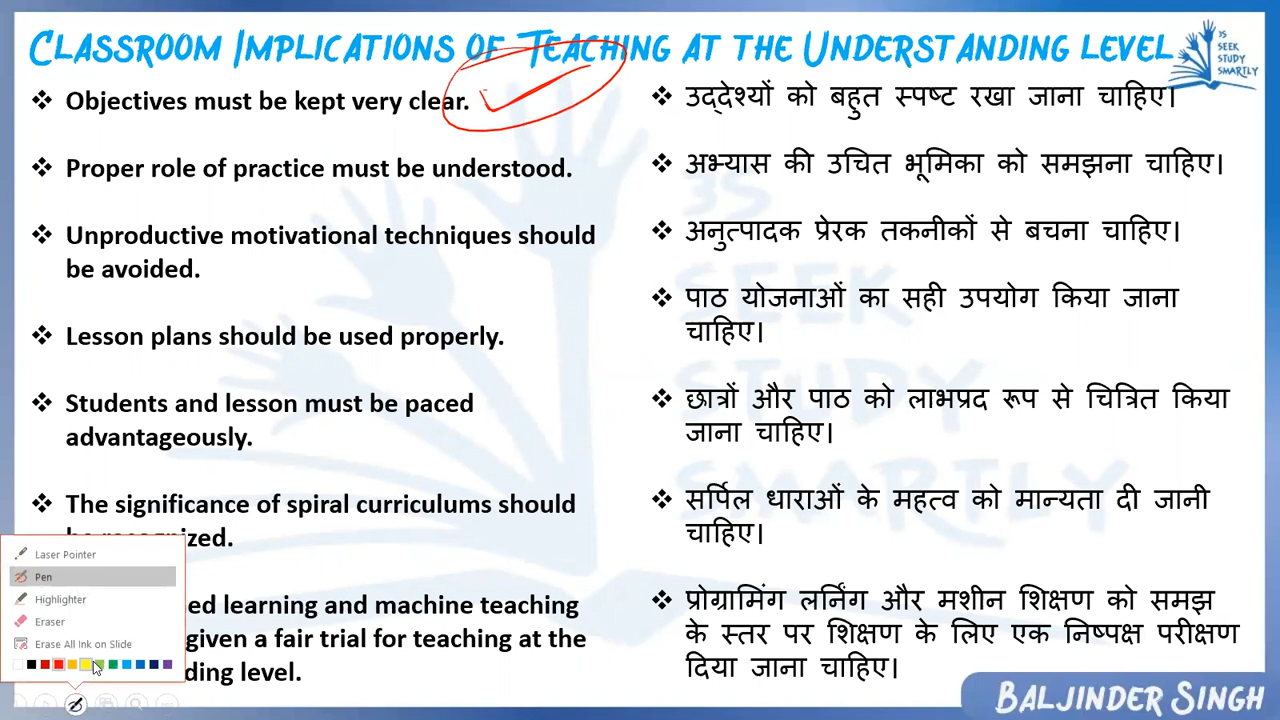 CLASSROOM IMPLICATIONS OF TEACHING AT THE UNDERSTANDING LEVEL
3S
SEEK
STUDY
SMARTLY
❖ Objectives must be kept very clear.
❖ Proper role of practice must be understood.
❖ Unproductive motivational techniques should
be avoided.
❖ Lesson plans should be used properly.
❖ Students and lesson must be paced
advantageously.
❖ The significance of spiral curriculums should
ed learning and machine teaching
given a fair trial for teaching at the
level.
❖ उद्देश्यों को बहुत स्पष्ट रखा जाना चाहिए।
❖ अभ्यास की उचित भूमिका को समझना चाहिए।
❖ अनुत्पादक प्रेरक तकनीकों से बचना चाहिए।
❖ पाठ योजनाओं का सही उपयोग किया जाना
चाहिए।
❖ छात्रों और पाठ को लाभप्रद रूप से चित्रित किया
जाना चाहिए।
❖ सर्पिल धाराओं के महत्व को मान्यता दी जानी
चाहिए।
❖ प्रोग्रामिंग लर्निंग और मशीन शिक्षण को समझ
के स्तर पर शिक्षण के लिए एक निष्पक्ष परीक्षण
दिया जाना चाहिए।
3S
SEEK
STUDY
SMARTLY
Laser Pointer
Pen
Highlighter
Eraser
Erase All Ink on Slide
BALJINDER SINGH